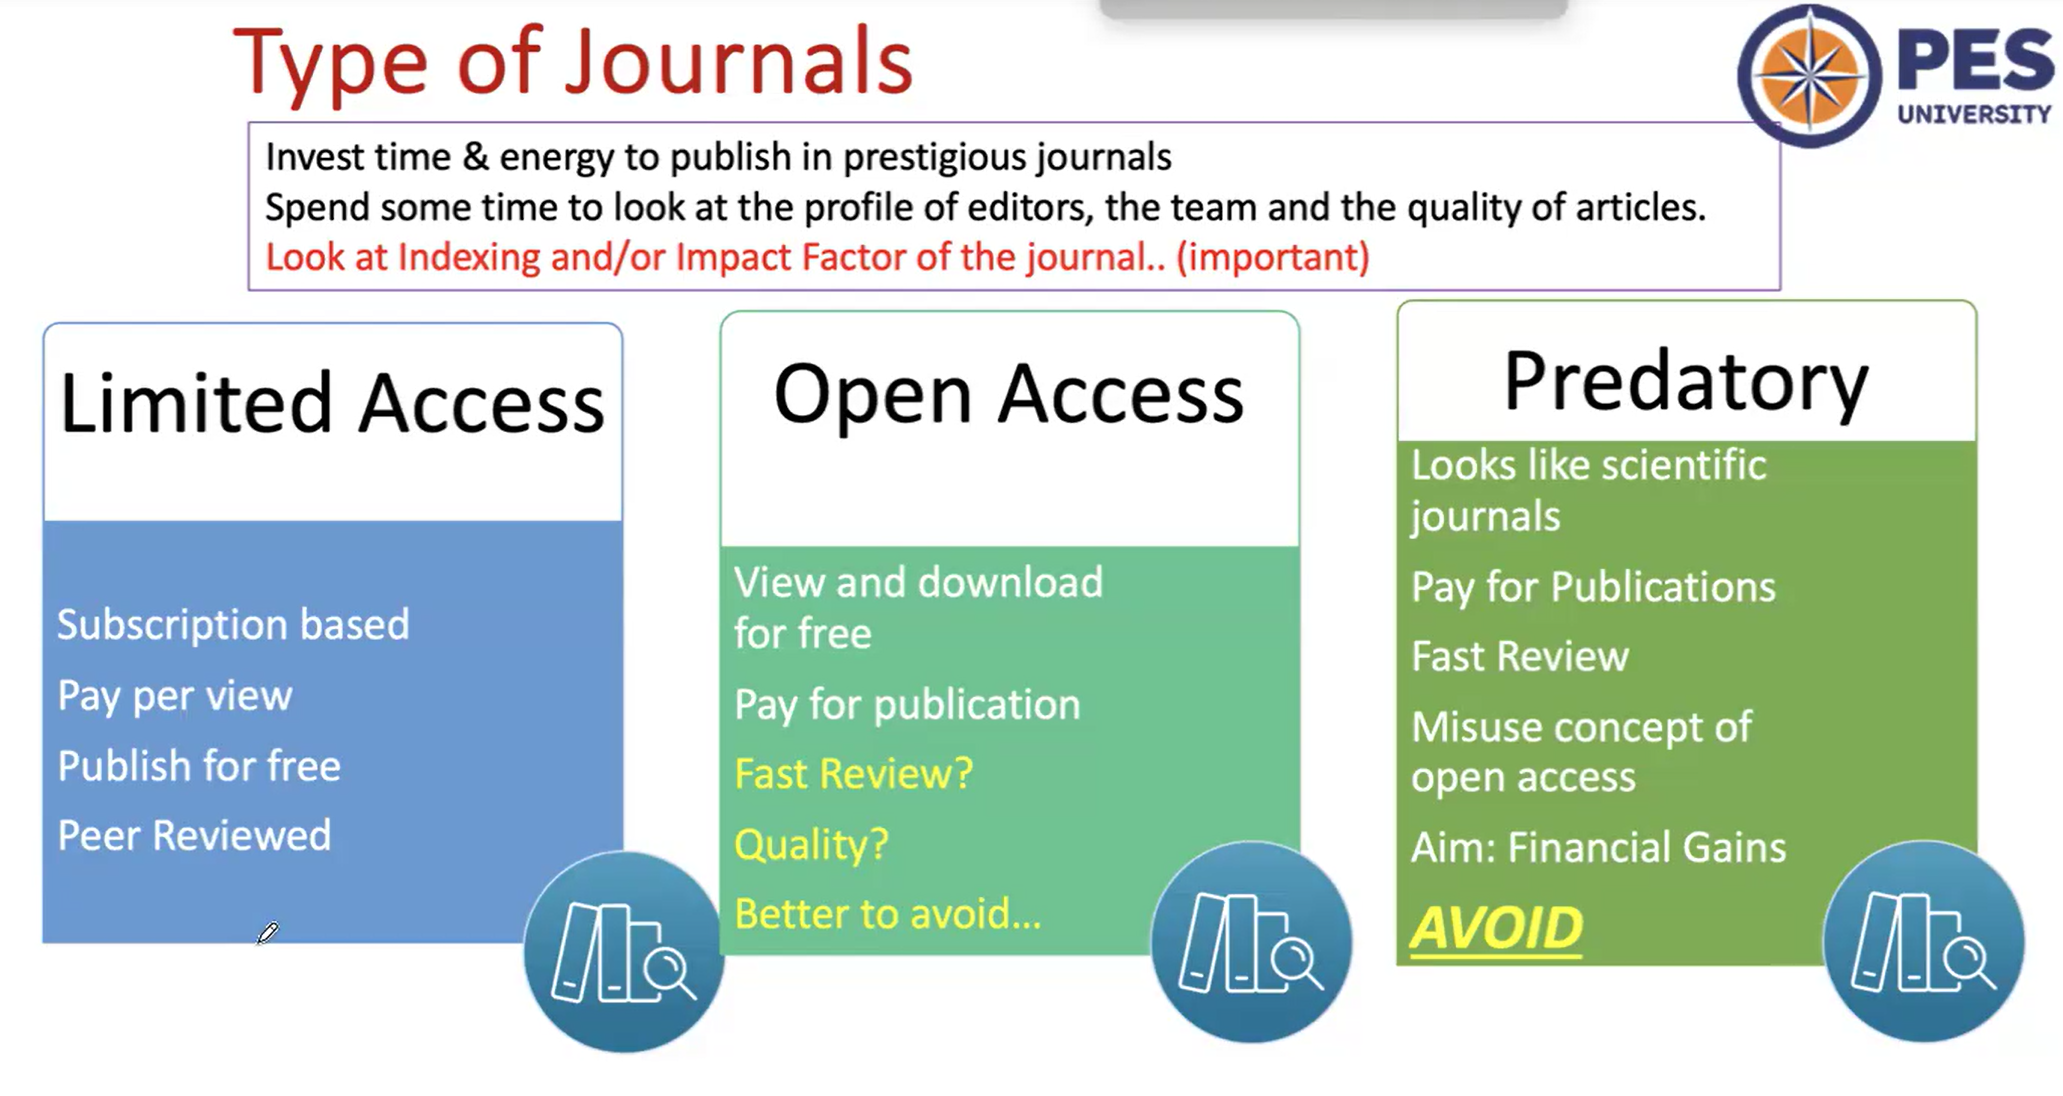 Type of Journals
PES
UNIVERSITY
Invest time & energy to publish in prestigious journals
Spend some time to look at the profile of editors, the team and the quality of articles.
Look at Indexing and/or Impact Factor of the journal.. (important)
Limited Access
Subscription based
Pay per view
Publish for free
Peer Reviewed
Open Access
View and download
for free
Pay for publication
Fast Review?
Quality?
Better to avoid...
Predatory
Looks like scientific
journals
Pay for Publications
Fast Review
Misuse concept of
open access
Aim: Financial Gains
AVOID